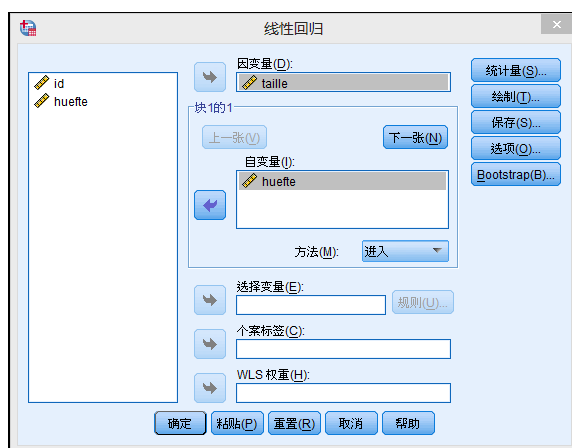 线性回归
id
huefte
因变量(D):
taille
块1的1
上一张(V)
下一张(N)
自变量(I):
huefte
方法(M):
进入
选择变量(E):
规则(U)...
个案标签(C):
WLS 权重(H):
统计量(S)...
绘制(T)...
保存(S)...
选项(O)...
Bootstrap(B)...
确定
粘贴(P)
重置(R)
取消
帮助